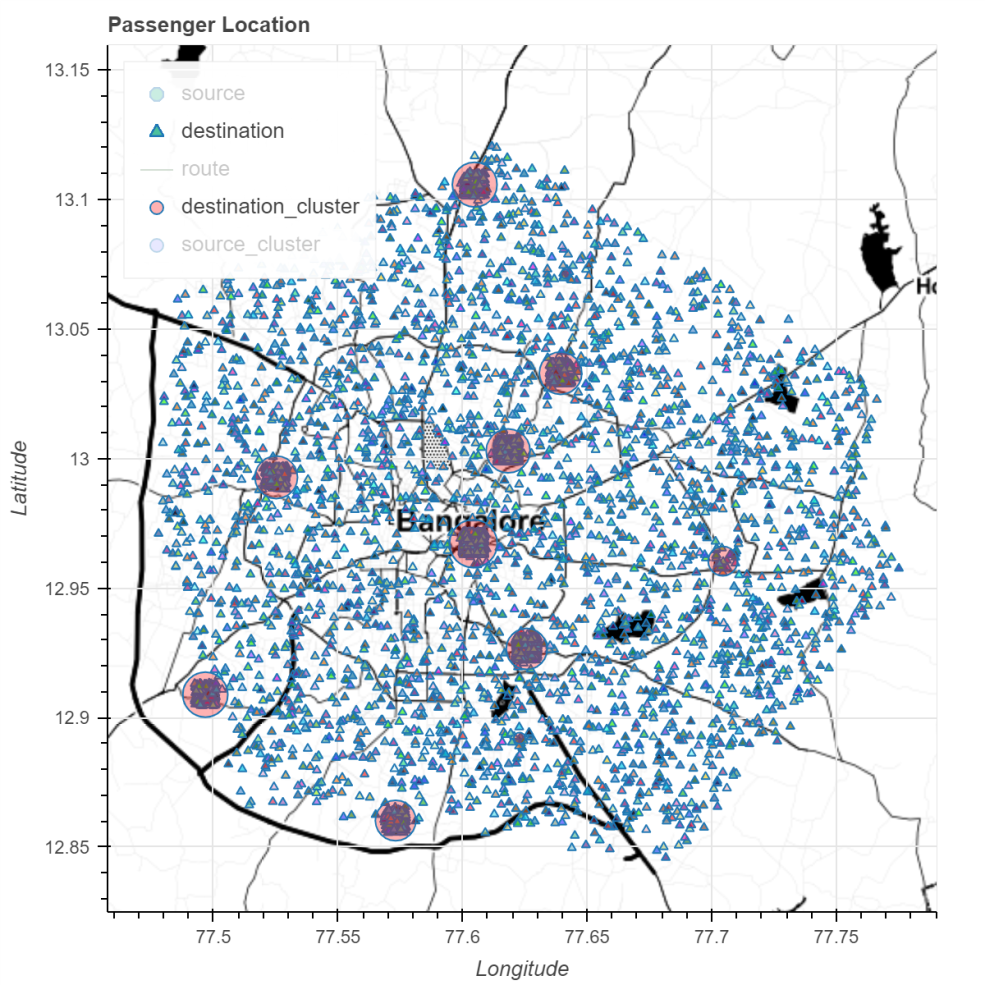 Passenger Location
source
destination
route
destination_cluster
source_cluster
13.15
13.1
13.05
13
12.95
12.9
12.85
Latitude
Bangalore
Ho
77.5
77.55
77.6
77.65
77.7
77.75
Longitude